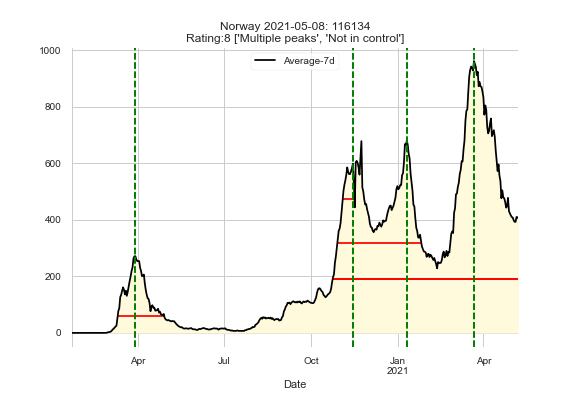 Norway 2021-05-08: 116134
Rating:8 ['Multiple peaks', 'Not in control']
Average-7d
1000
800
600
400
200
0
Apr
Jul
Oct
Jan
2021
Apr
Date